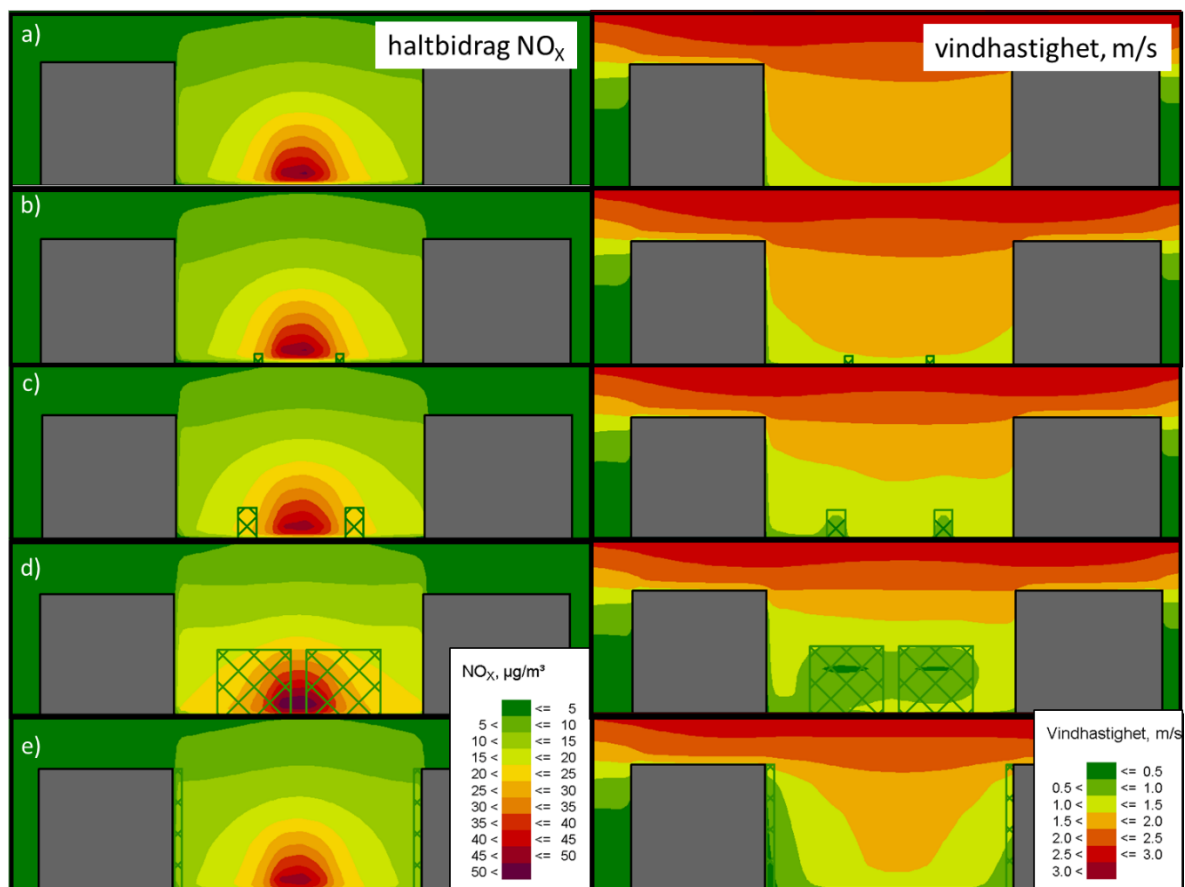 a)
haltbidrag NOX
vindhastighet, m/s
b)
c)
d)
e)
NOX, µg/m³
<= 5
5 < <= 10
10 < <= 15
15 < <= 20
20 < <= 25
25 < <= 30
30 < <= 35
35 < <= 40
40 < <= 45
45 < <= 50
50 <
Vindhastighet, m/s
<= 0.5
0.5 < <= 1.0
1.0 < <= 1.5
1.5 < <= 2.0
2.0 < <= 2.5
2.5 < <= 3.0
3.0 <